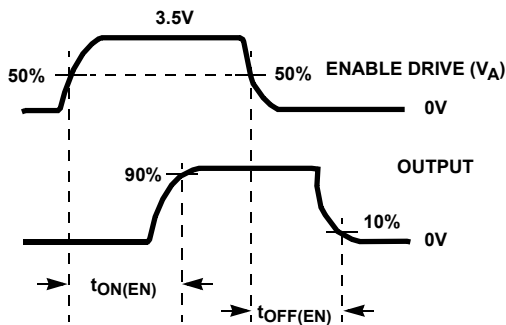 3.5V
50%
50%
ENABLE DRIVE (VA)
0V
90%
OUTPUT
10%
0V
tON(EN)
tOFF(EN)